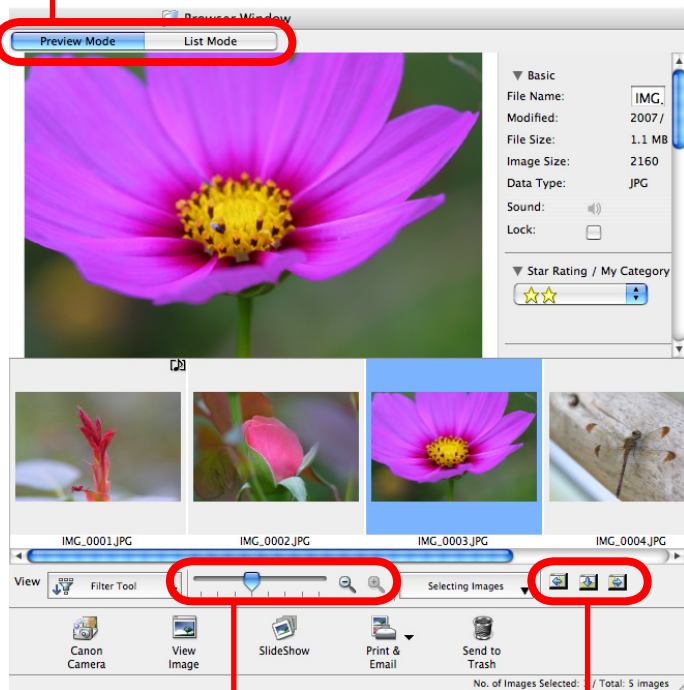 Browser Window
Preview Mode List Mode
▼ Basic
File Name: IMG.
Modified: 2007/
File Size: 1.1 MB
Image Size: 2160
Data Type: JPG
Sound:
Lock:
▼ Star Rating / My Category
IMG_0001.JPG IMG_0002.JPG IMG_0003.JPG IMG_0004.JPG
View Filter Tool Selecting Images
Canon Camera
View Image
SlideShow
Print & Email
Send to Trash
No. of Images Selected: / Total: 5 images